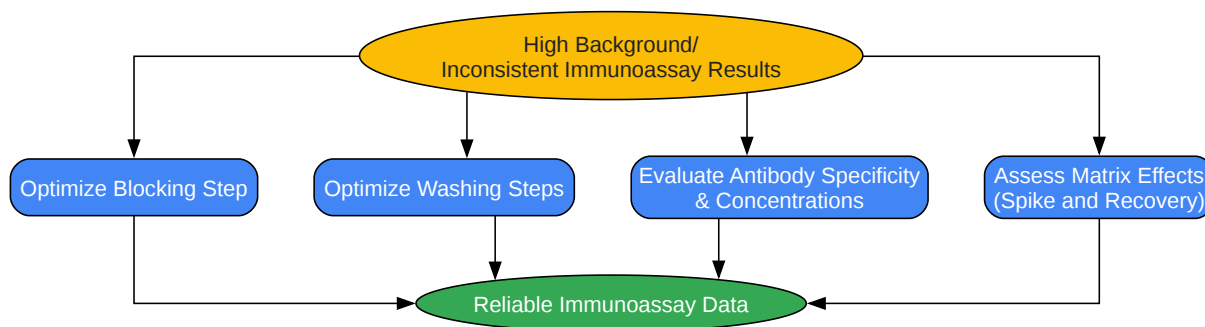 High Background/
Inconsistent Immunoassay Results
Optimize Blocking Step
Optimize Washing Steps
Evaluate Antibody Specificity
& Concentrations
Assess Matrix Effects
(Spike and Recovery)
Reliable Immunoassay Data